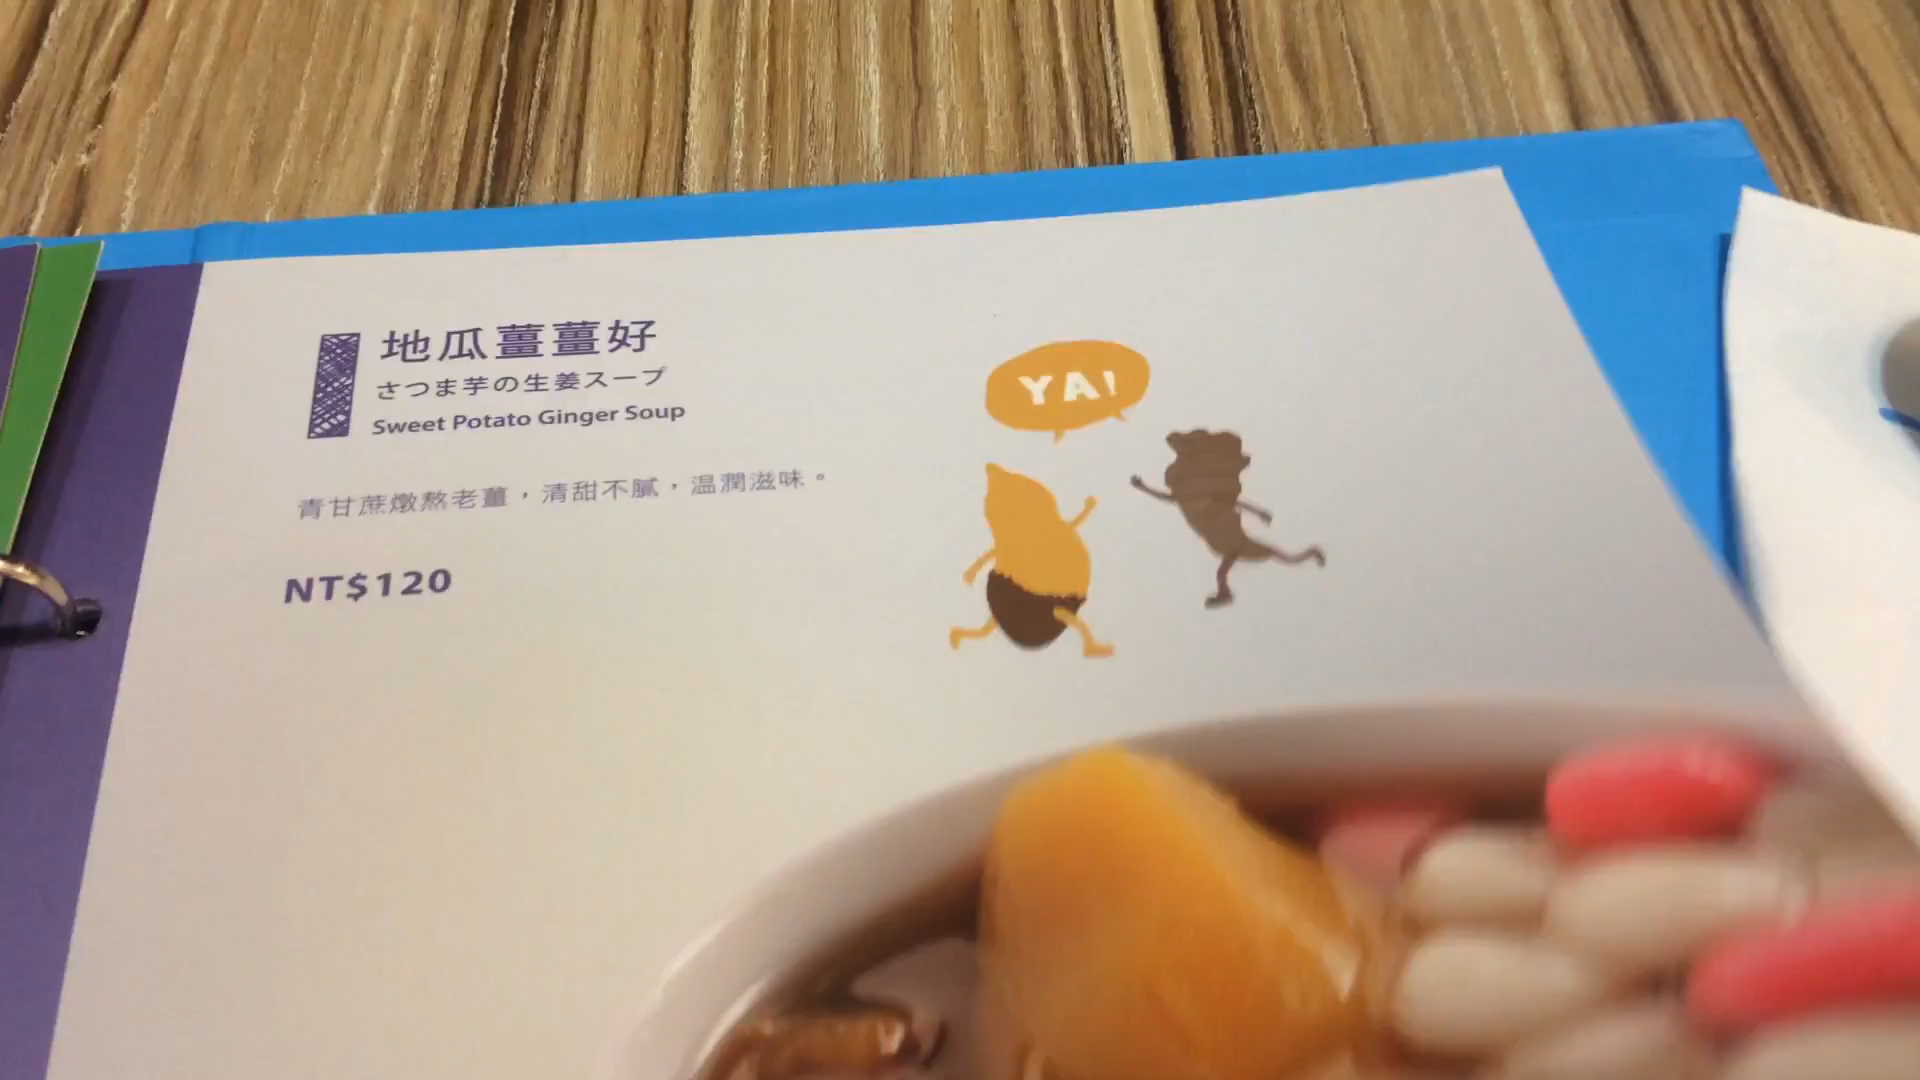 地瓜薑薑好
さつま芋の生姜スープ
Sweet Potato Ginger Soup
青甘蔗燉熬老薑，清甜不膩，温潤滋味。
NT$120
YA!